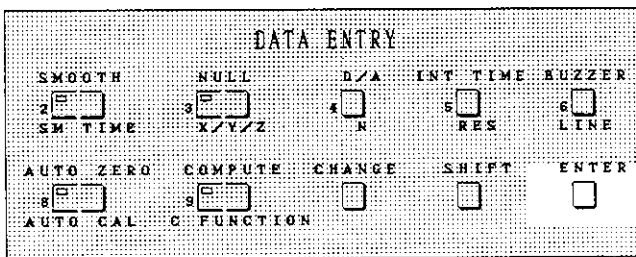 DATA ENTRY
SMOOTH NULL D/A INT TIME BUZZER
2 3 4 5 6
SM TIME X/Y/Z N RES LINE
AUTO ZERO COMPUTE CHANGE SHIFT ENTER
8 9
AUTO CAL C FUNCTION